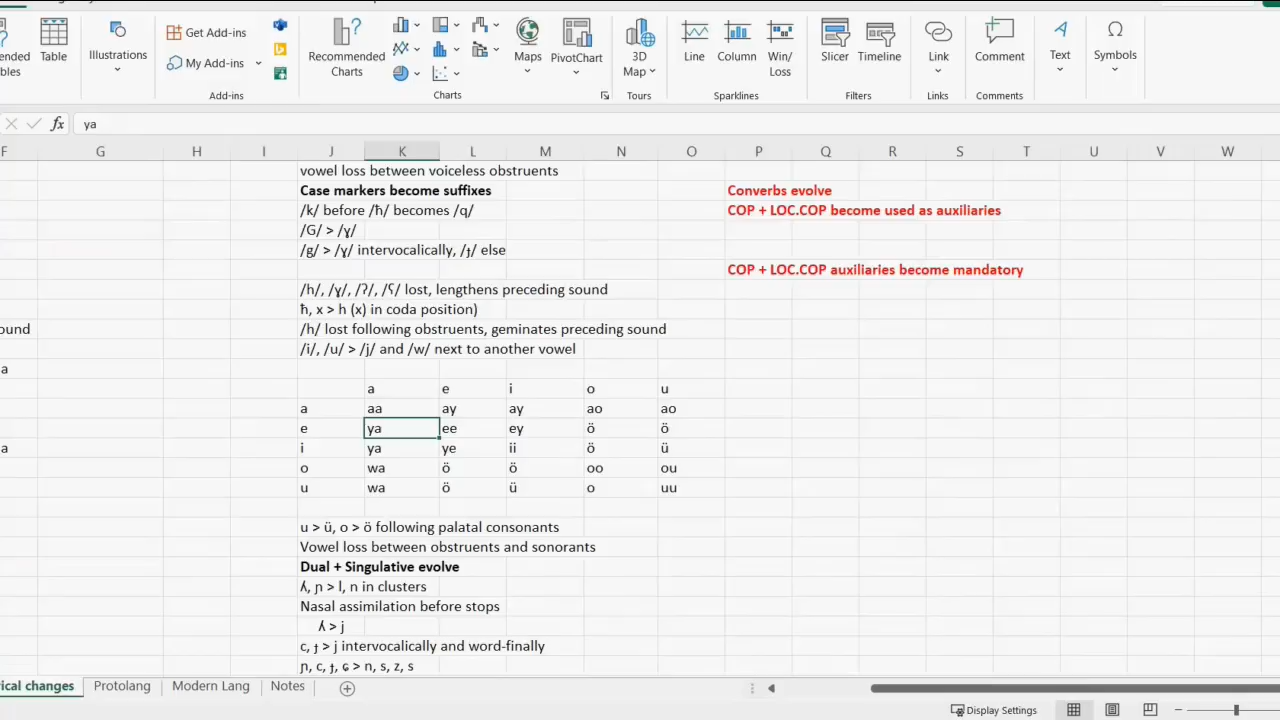 Table
Illustrations
Get Add-ins
My Add-ins
Add-ins
Recommended Charts
Charts
Maps
PivotChart
3D Map
Tours
Line
Column
Win/ Loss
Sparklines
Slicer
Timeline
Filters
Link
Links
Comment
Comments
Text
Symbols
fx ya
F G H I J K L M N O P Q R S T U V W
vowel loss between voiceless obstruents
Case markers become suffixes Converbs evolve
/k/ before /ħ/ becomes /q/ COP + LOC.COP become used as auxiliaries
/G/ > /ɣ/
/g/ > /ɣ/ intervocalically, /ɟ/ else
COP + LOC.COP auxiliaries become mandatory
/h/, /ɣ/, /ʔ/, /ʕ/ lost, lengthens preceding sound
ħ, x > h (x) in coda position)
ound /h/ lost following obstruents, geminates preceding sound
/i/, /u/ > /j/ and /w/ next to another vowel
a
a e i o u
a aa ay ay ao ao
e ya ee ey ö ö
a i ya ye ii ö ü
o wa ö ö oo ou
u wa ö ü o uu
u > ü, o > ö following palatal consonants
Vowel loss between obstruents and sonorants
Dual + Singulative evolve
ʎ, ɲ > l, n in clusters
Nasal assimilation before stops
ʎ > j
c, ɟ > j intervocalically and word-finally
ɲ, c, ɟ, ɕ > n, s, z, s
ical changes Protolang Modern Lang Notes
Display Settings